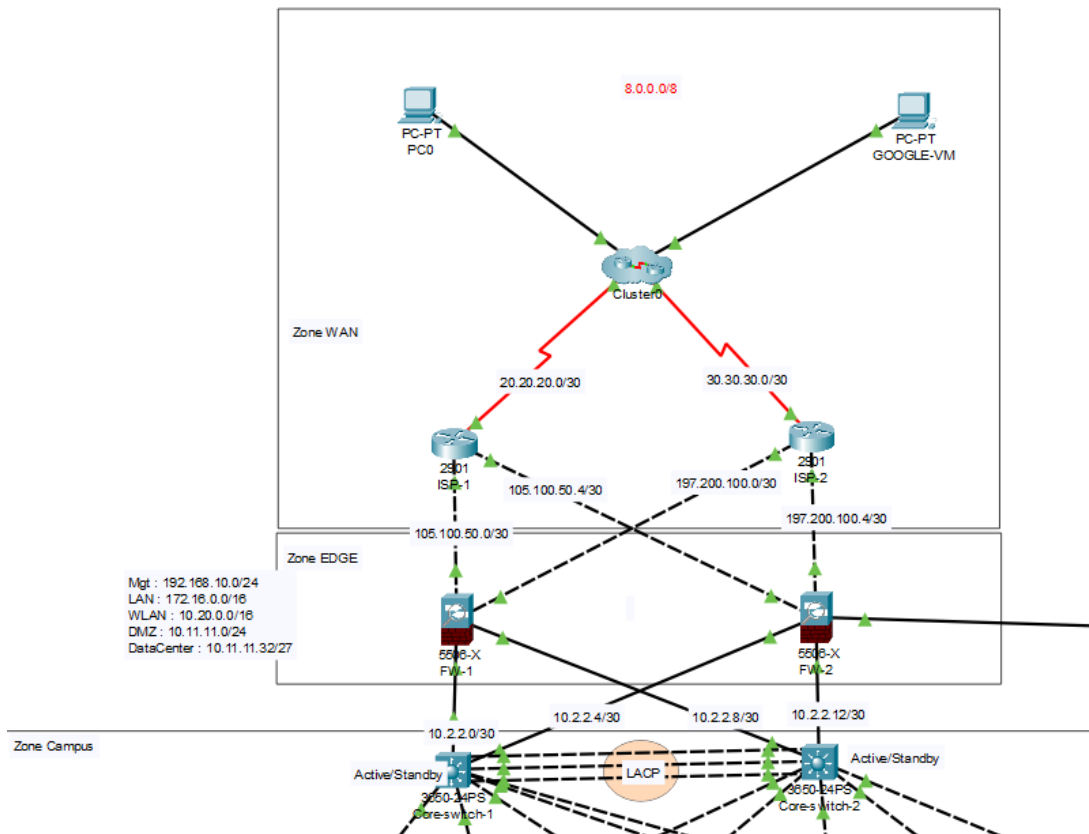 8.0.0.0/8
PC-PT
PC0
PC-PT
GOOGLE-VM
Cluster0
Zone WAN
20.20.20.0/30
30.30.30.0/30
2901
ISP-1
2901
ISP-2
105.100.50.4/30
197.200.100.0/30
105.100.50.0/30
197.200.100.4/30
Zone EDGE
Mgt : 192.168.10.0/24
LAN : 172.16.0.0/16
WLAN : 10.20.0.0/16
DMZ : 10.11.11.0/24
DataCenter : 10.11.11.32/27
5506-X
FW-1
5506-X
FW-2
10.2.2.0/30
10.2.2.4/30
10.2.2.8/30
10.2.2.12/30
Zone Campus
Active/Standby
LACP
Active/Standby
3650-24PS
Core-switch-1
3650-24PS
Core-switch-2